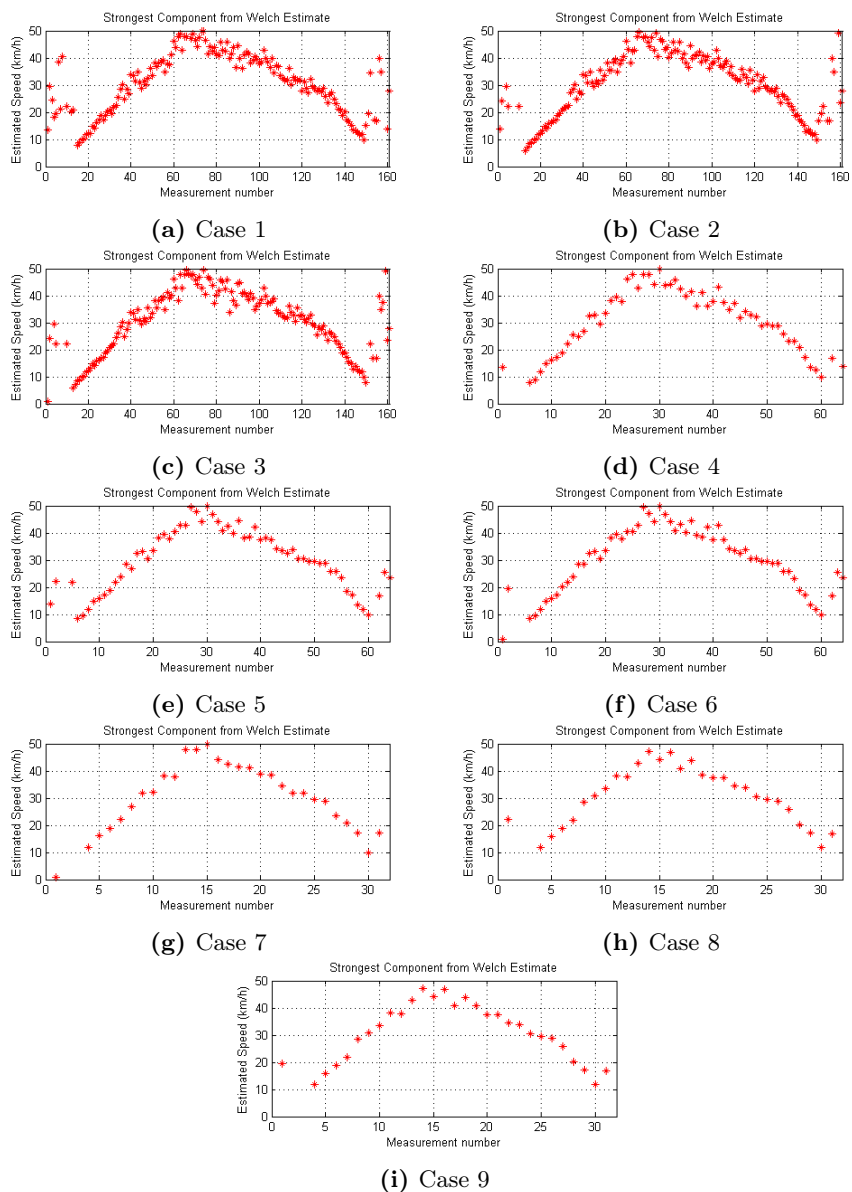 Strongest Component from Welch Estimate
Estimated Speed (km/h)
50
40
30
20
10
0
0 20 40 60 80 100 120 140 160
Measurement number
(a) Case 1
Strongest Component from Welch Estimate
Estimated Speed (km/h)
50
40
30
20
10
0
0 20 40 60 80 100 120 140 160
Measurement number
(b) Case 2
Strongest Component from Welch Estimate
Estimated Speed (km/h)
50
40
30
20
10
0
0 20 40 60 80 100 120 140 160
Measurement number
(c) Case 3
Strongest Component from Welch Estimate
Estimated Speed (km/h)
50
40
30
20
10
0
0 10 20 30 40 50 60
Measurement number
(d) Case 4
Strongest Component from Welch Estimate
Estimated Speed (km/h)
50
40
30
20
10
0
0 10 20 30 40 50 60
Measurement number
(e) Case 5
Strongest Component from Welch Estimate
Estimated Speed (km/h)
50
40
30
20
10
0
0 10 20 30 40 50 60
Measurement number
(f) Case 6
Strongest Component from Welch Estimate
Estimated Speed (km/h)
50
40
30
20
10
0
0 5 10 15 20 25 30
Measurement number
(g) Case 7
Strongest Component from Welch Estimate
Estimated Speed (km/h)
50
40
30
20
10
0
0 5 10 15 20 25 30
Measurement number
(h) Case 8
Strongest Component from Welch Estimate
Estimated Speed (km/h)
50
40
30
20
10
0
0 5 10 15 20 25 30
Measurement number
(i) Case 9